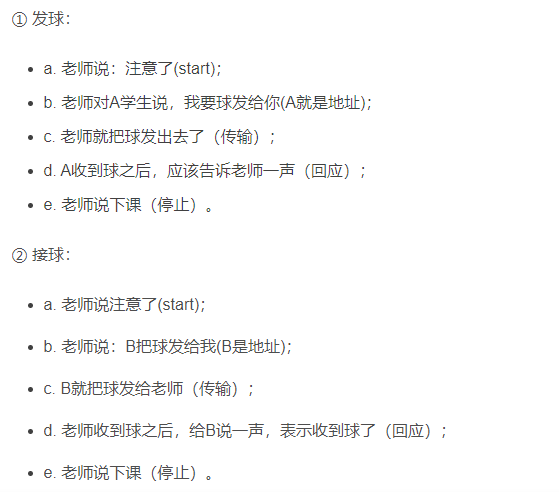 ① 发球：
a. 老师说：注意了(start)；
b. 老师对A学生说，我要球发给你(A就是地址)；
c. 老师就把球发出去了（传输）；
d. A收到球之后，应该告诉老师一声（回应）；
e. 老师说下课（停止）。
② 接球：
a. 老师说注意了(start)；
b. 老师说：B把球发给我(B是地址)；
c. B就把球发给老师（传输）；
d. 老师收到球之后，给B说一声，表示收到球了（回应）；
e. 老师说下课（停止）。